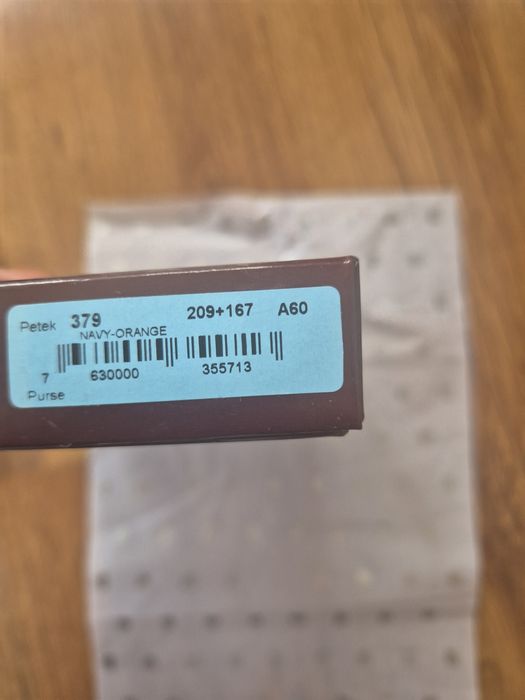 Petek 379 209+167 A60
NAVY-ORANGE
7 630000 355713
Purse